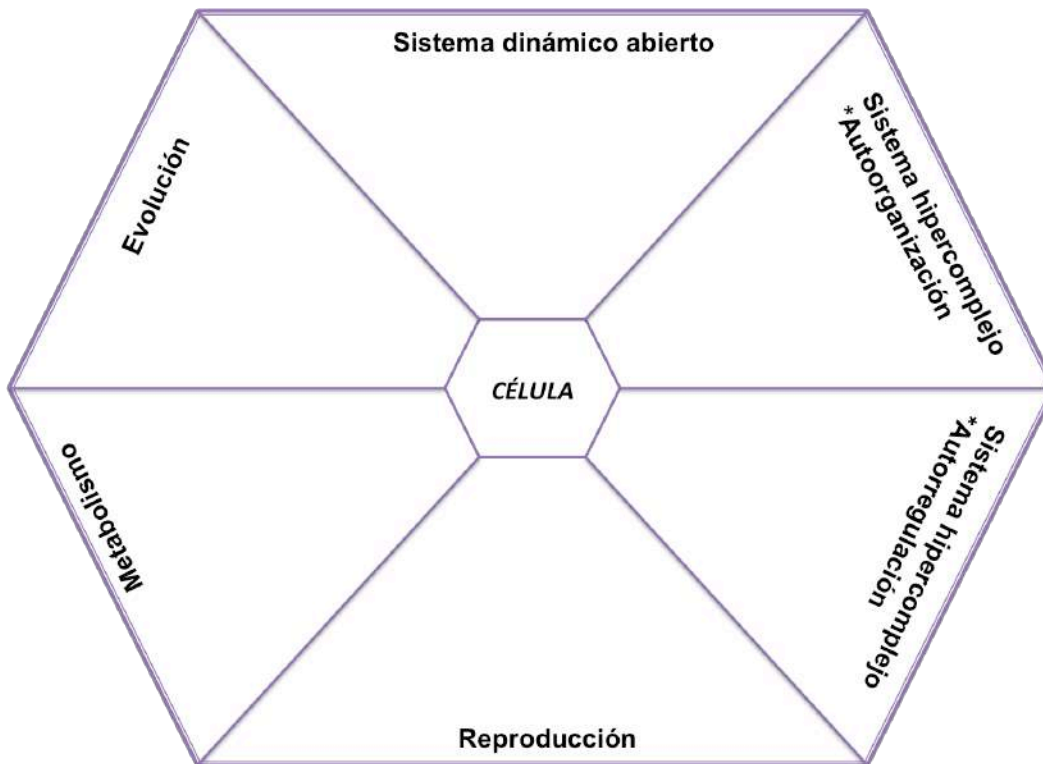 Sistema dinámico abierto
Sistema hipercomplejo
*Autoorganización
Evolución
CÉLULA
Metabolismo
Sistema hipercomplejo
*Autorregulación
Reproducción